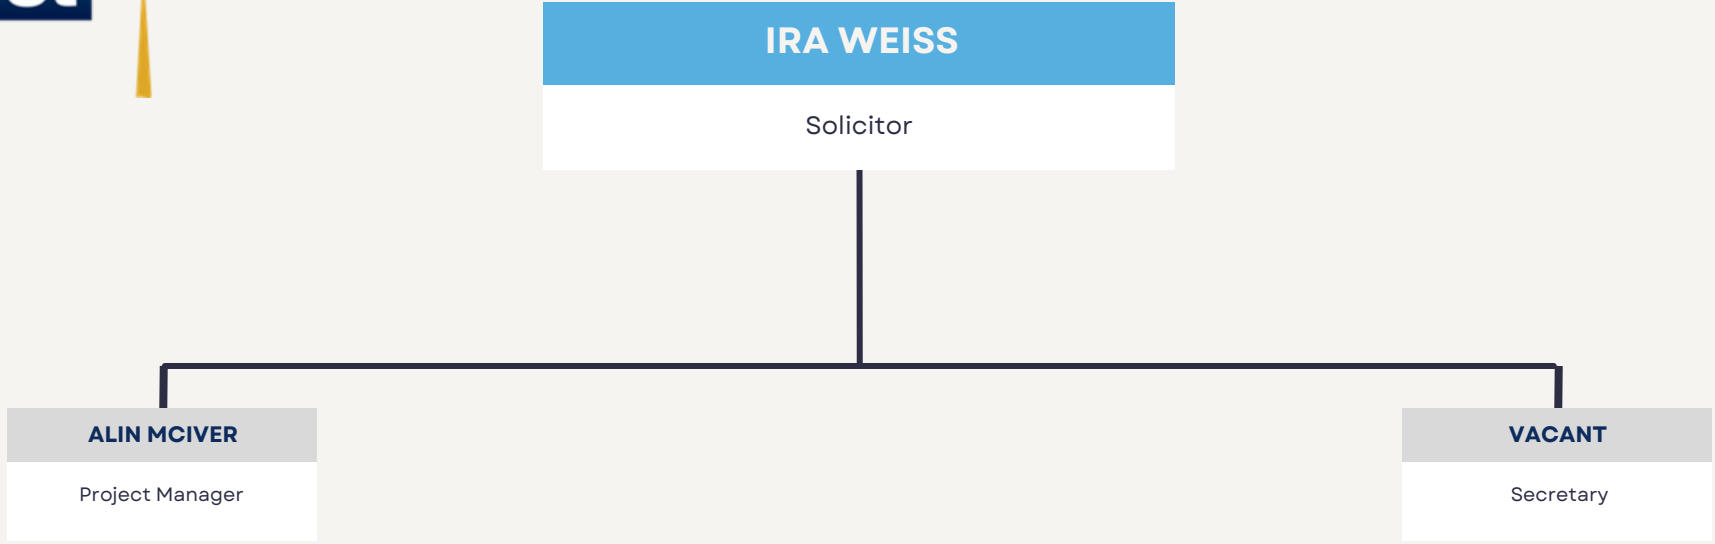 IRA WEISS
Solicitor
ALIN MCIVER
Project Manager
VACANT
Secretary